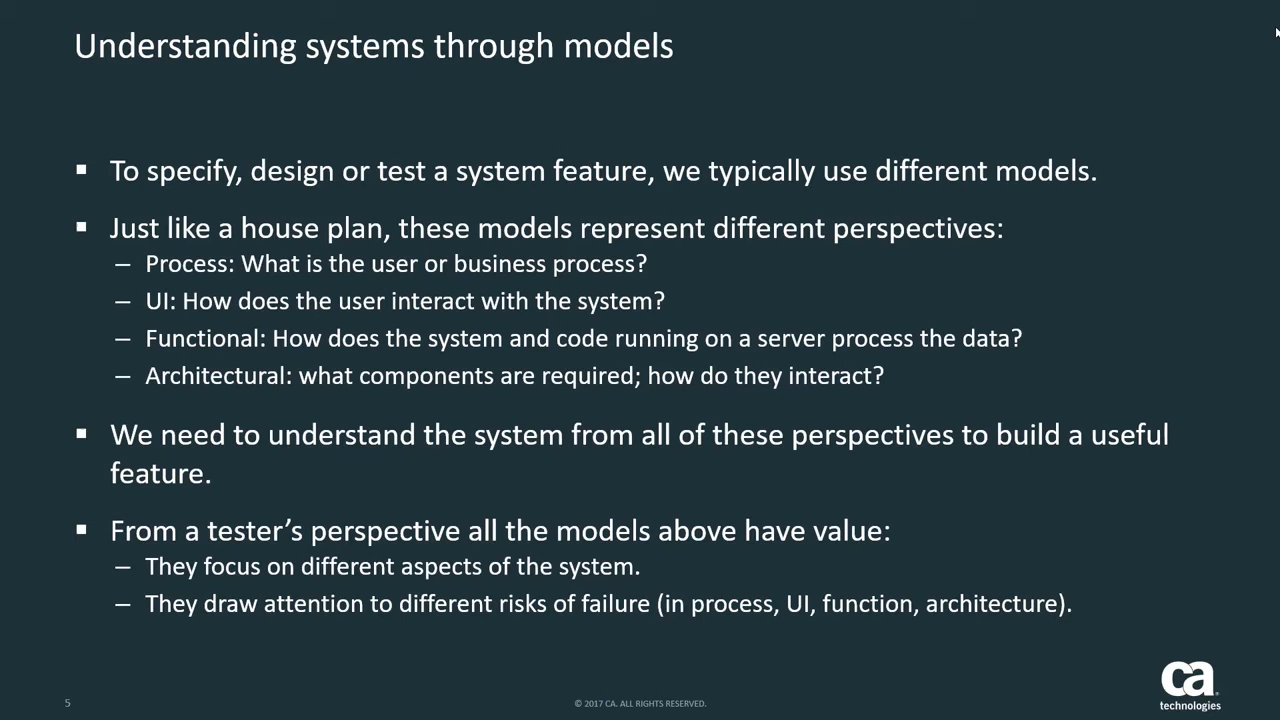 Understanding systems through models
▪ To specify, design or test a system feature, we typically use different models.
▪ Just like a house plan, these models represent different perspectives:
– Process: What is the user or business process?
– UI: How does the user interact with the system?
– Functional: How does the system and code running on a server process the data?
– Architectural: what components are required; how do they interact?
▪ We need to understand the system from all of these perspectives to build a useful
feature.
▪ From a tester’s perspective all the models above have value:
– They focus on different aspects of the system.
– They draw attention to different risks of failure (in process, UI, function, architecture).
5
© 2017 CA. ALL RIGHTS RESERVED.
ca
technologies